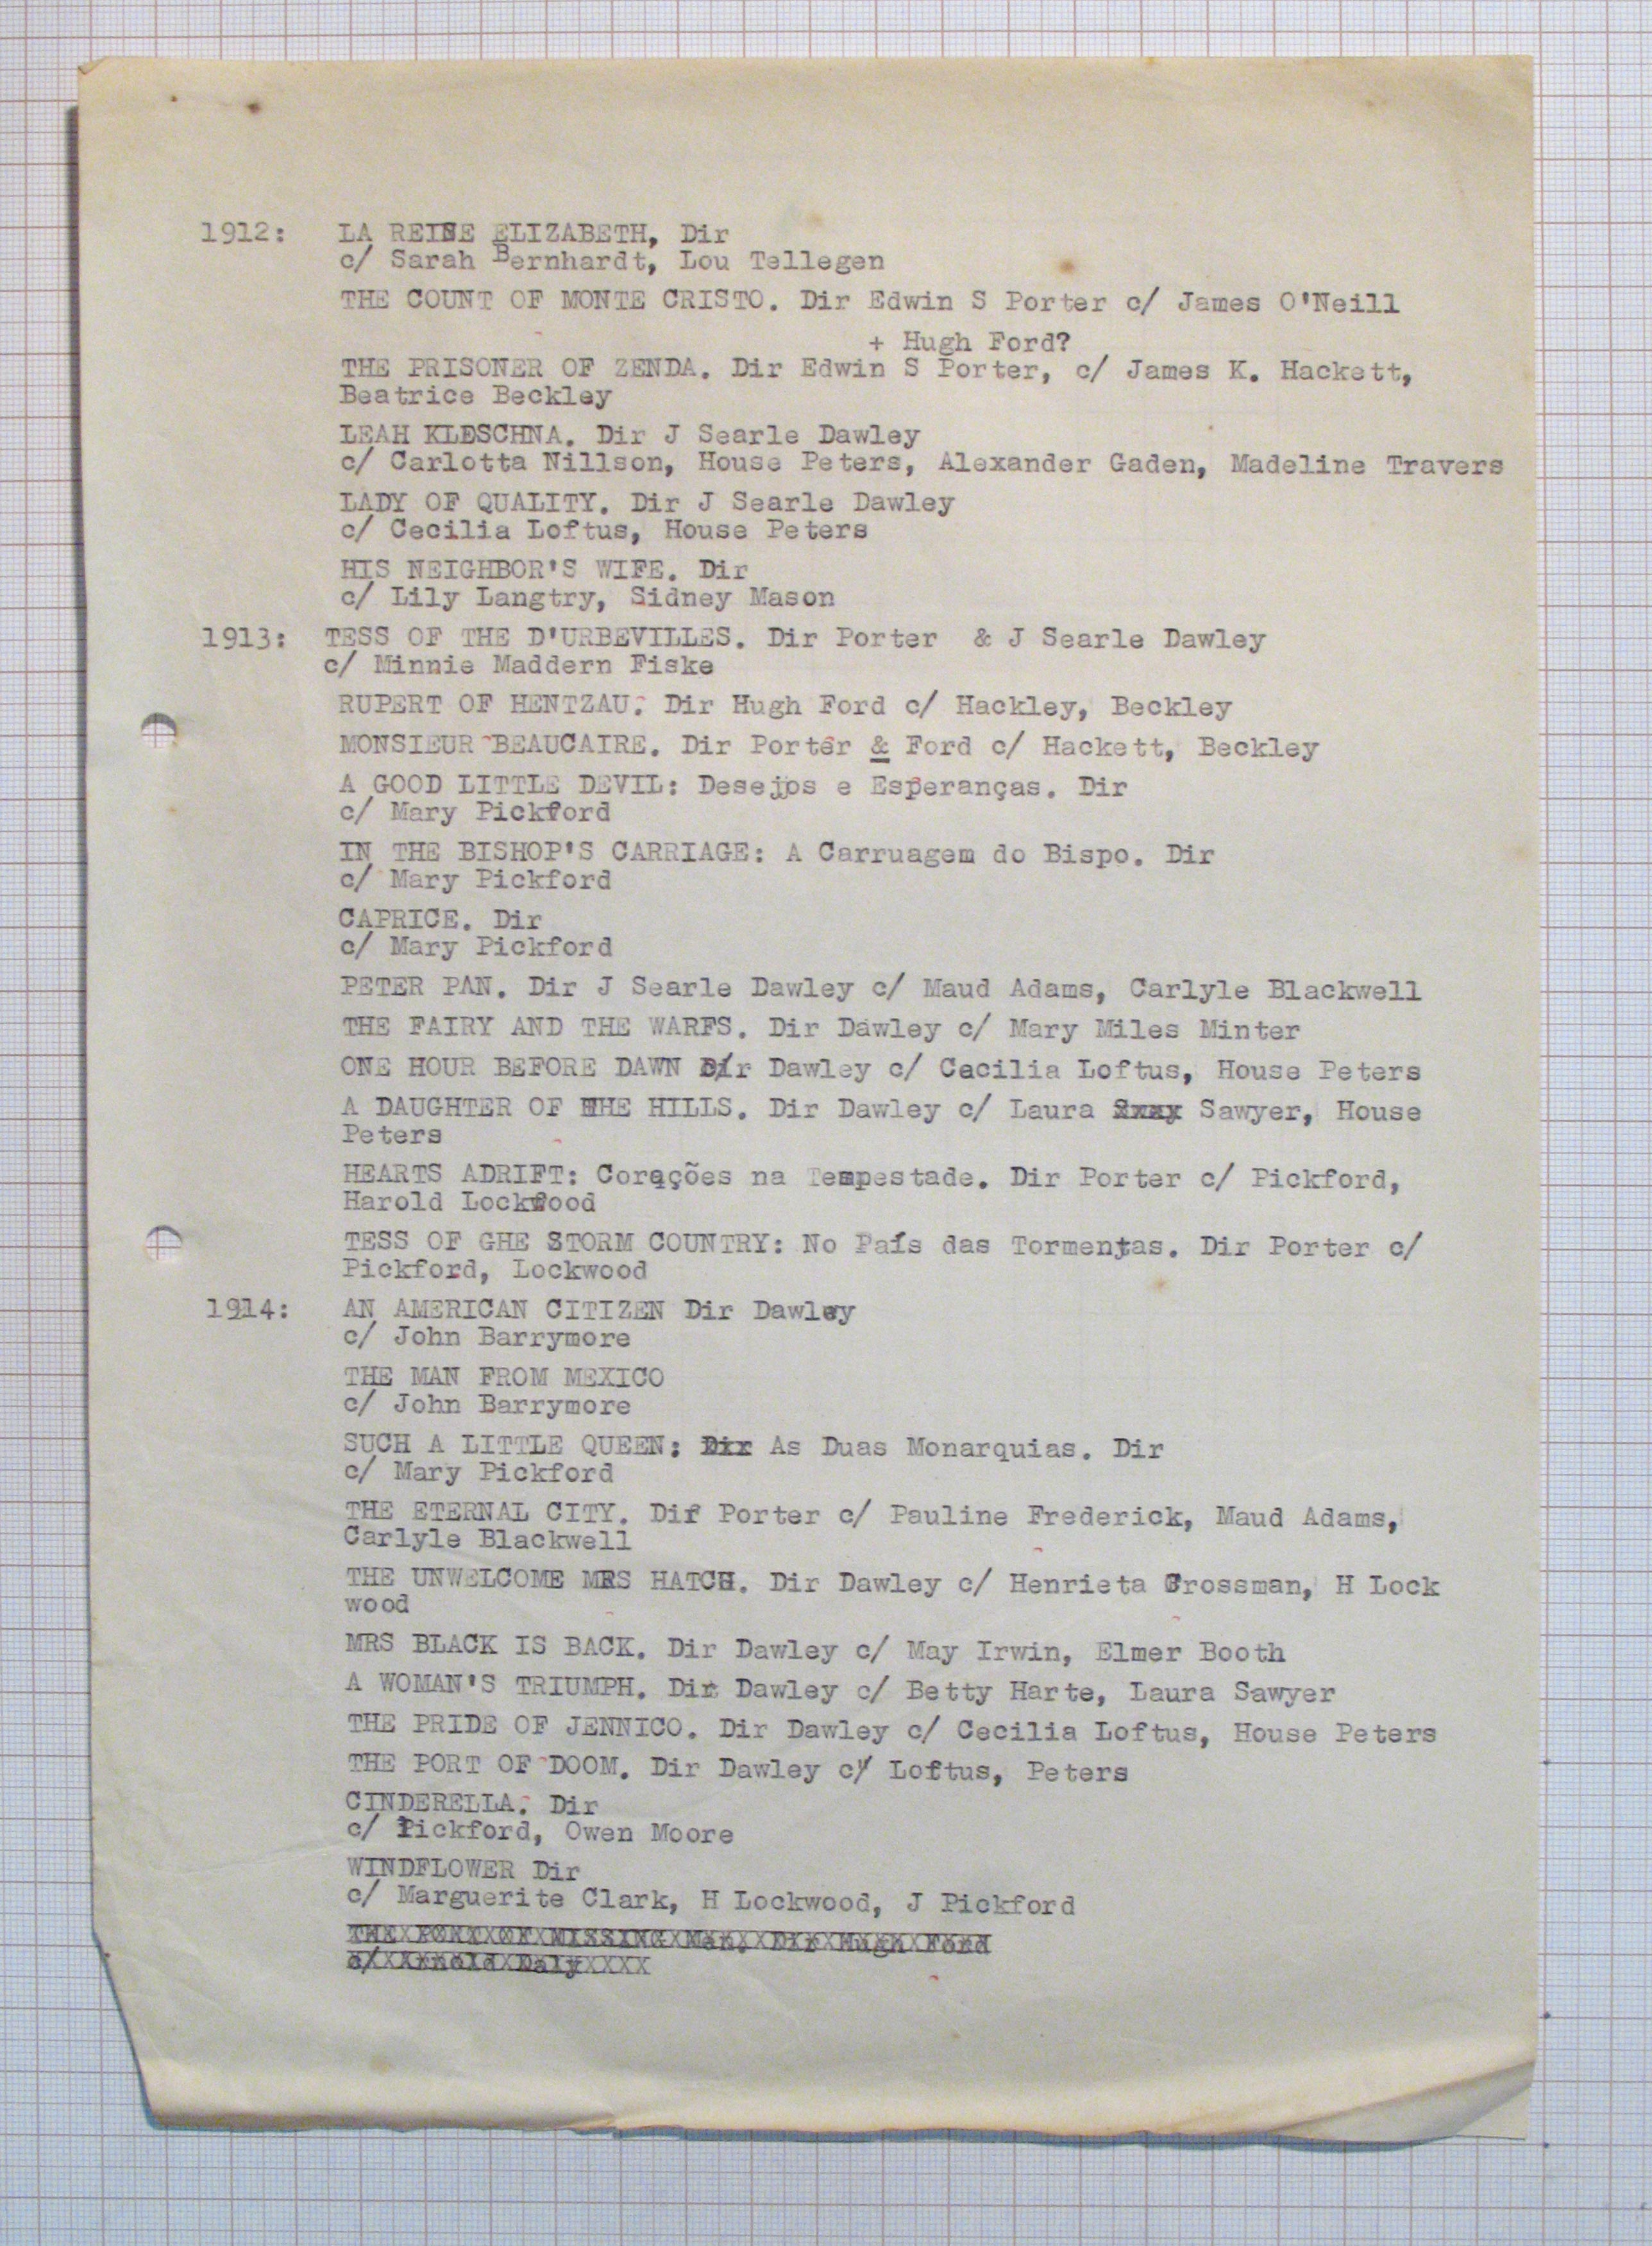 1912: LA REINE ELIZABETH, Dir
c/ Sarah Bernhardt, Lou Tellegen
THE COUNT OF MONTE CRISTO. Dir Edwin S Porter c/ James O'Neill
+ Hugh Ford?
THE PRISONER OF ZENDA. Dir Edwin S Porter, c/ James K. Hackett,
Beatrice Beckley
LEAH KLESCHNA. Dir J Searle Dawley
c/ Carlotta Nillson, House Peters, Alexander Gaden, Madeline Travers
LADY OF QUALITY. Dir J Searle Dawley
c/ Cecilia Loftus, House Peters
HIS NEIGHBOR'S WIFE. Dir
c/ Lily Langtry, Sidney Mason
1913: TESS OF THE D'URBEVILLES. Dir Porter & J Searle Dawley
c/ Minnie Maddern Fiske
RUPERT OF HENTZAU. Dir Hugh Ford c/ Hackley, Beckley
MONSIEUR BEAUCAIRE. Dir Porter & Ford c/ Hackett, Beckley
A GOOD LITTLE DEVIL: Desejos e Esperanças. Dir
c/ Mary Pickford
IN THE BISHOP'S CARRIAGE: A Carruagem do Bispo. Dir
c/ Mary Pickford
CAPRICE. Dir
c/ Mary Pickford
PETER PAN. Dir J Searle Dawley c/ Maud Adams, Carlyle Blackwell
THE FAIRY AND THE WARFS. Dir Dawley c/ Mary Miles Minter
ONE HOUR BEFORE DAWN Dir Dawley c/ Cecilia Loftus, House Peters
A DAUGHTER OF THE HILLS. Dir Dawley c/ Laura Sawyer, House
Peters
HEARTS ADRIFT: Corações na Tempestade. Dir Porter c/ Pickford,
Harold Lockwood
TESS OF GHE STORM COUNTRY: No País das Tormentas. Dir Porter c/
Pickford, Lockwood
1914: AN AMERICAN CITIZEN Dir Dawley
c/ John Barrymore
THE MAN FROM MEXICO
c/ John Barrymore
SUCH A LITTLE QUEEN: Dir As Duas Monarquias. Dir
c/ Mary Pickford
THE ETERNAL CITY. Dir Porter c/ Pauline Frederick, Maud Adams,
Carlyle Blackwell
THE UNWELCOME MRS HATCH. Dir Dawley c/ Henrieta Crossman, H Lock
wood
MRS BLACK IS BACK. Dir Dawley c/ May Irwin, Elmer Booth
A WOMAN'S TRIUMPH. Dir Dawley c/ Betty Harte, Laura Sawyer
THE PRIDE OF JENNICO. Dir Dawley c/ Cecilia Loftus, House Peters
THE PORT OF DOOM. Dir Dawley c/ Loftus, Peters
CINDERELLA. Dir
c/ Pickford, Owen Moore
WINDFLOWER Dir
c/ Marguerite Clark, H Lockwood, J Pickford
THE PORT OF MISSING Men. Dir Hugh Ford
c/ Arnold Daly